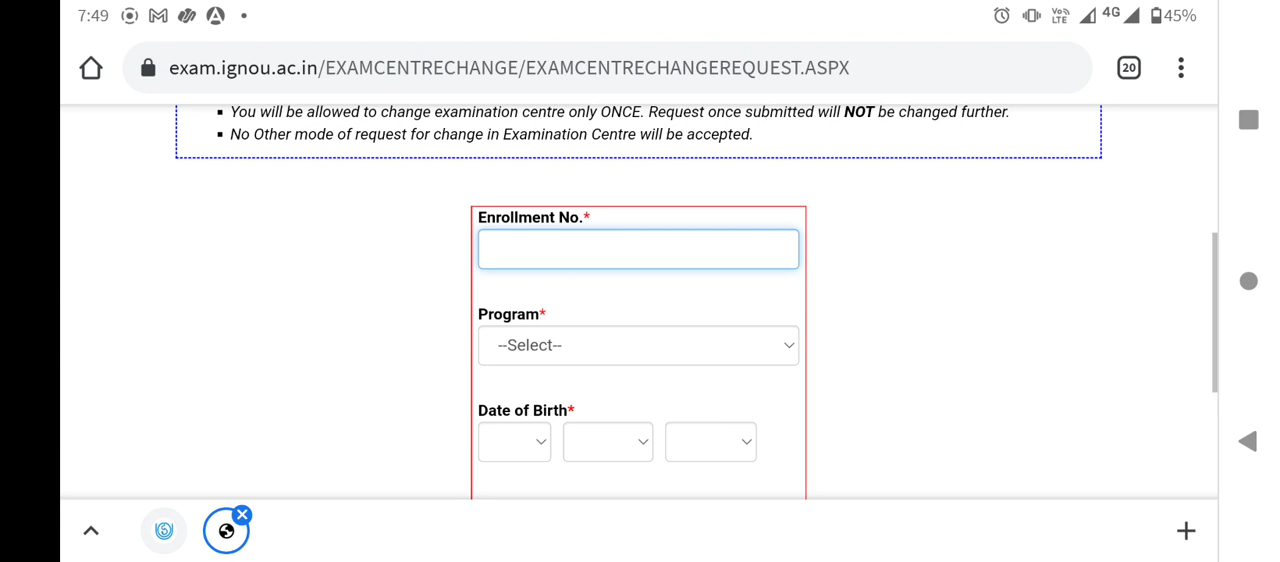 7:49
VoD LTE 4G 45%
exam.ignou.ac.in/EXAMCENTRECHANGE/EXAMCENTRECHANGEREQUEST.ASPX
20
▪ You will be allowed to change examination centre only ONCE. Request once submitted will NOT be changed further.
▪ No Other mode of request for change in Examination Centre will be accepted.
Enrollment No.*
Program*
--Select--
Date of Birth*